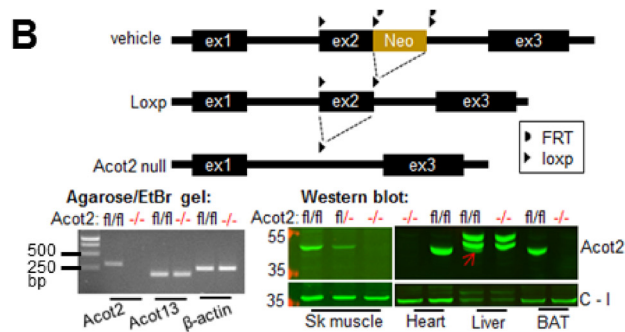 B
vehicle ex1 ex2 Neo ex3
Loxp ex1 ex2 ex3
FRT
loxp
Acot2 null ex1 ex3
Agarose/EtBr gel: Western blot:
Acot2: fl/fl -/- fl/fl -/- fl/fl -/- Acot2: fl/fl fl/- -/- -/- fl/fl fl/fl -/- fl/fl -/-
500
250
bp
55
35
Acot2
35
C - I
Acot2 Acot13 β-actin
Sk muscle Heart Liver BAT